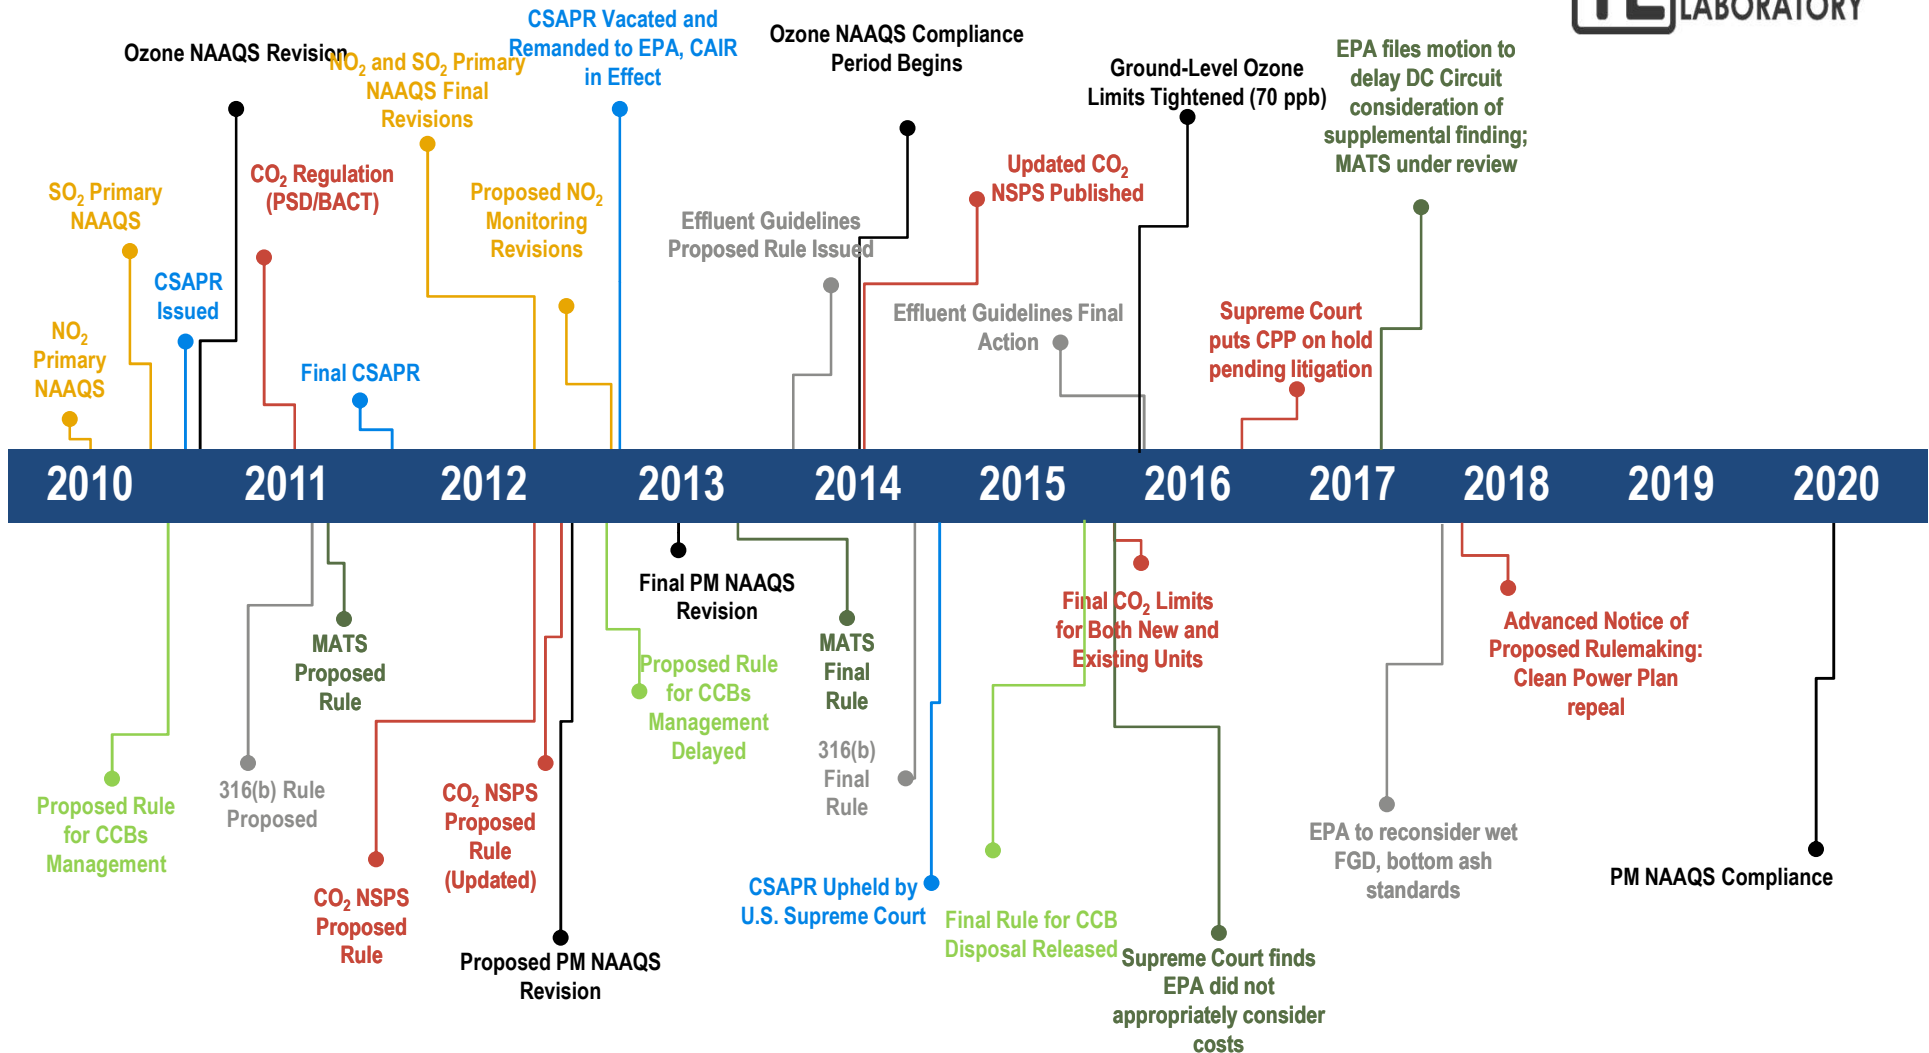 LABORATORY
Ozone NAAQS Revision
NO2 and SO2 Primary
NAAQS Final
Revisions
CSAPR Vacated and
Remanded to EPA, CAIR
in Effect
Ozone NAAQS Compliance
Period Begins
Ground-Level Ozone
Limits Tightened (70 ppb)
EPA files motion to
delay DC Circuit
consideration of
supplemental finding;
MATS under review
SO2 Primary
NAAQS
CO2 Regulation
(PSD/BACT)
Proposed NO2
Monitoring
Revisions
Effluent Guidelines
Proposed Rule Issued
Updated CO2
NSPS Published
CSAPR
Issued
NO2
Primary
NAAQS
Final CSAPR
Effluent Guidelines Final
Action
Supreme Court
puts CPP on hold
pending litigation
2010 2011 2012 2013 2014 2015 2016 2017 2018 2019 2020
Final PM NAAQS
Revision
MATS
Proposed
Rule
Proposed Rule
for CCBs
Management
Delayed
MATS
Final
Rule
Final CO2 Limits
for Both New and
Existing Units
Advanced Notice of
Proposed Rulemaking:
Clean Power Plan
repeal
Proposed Rule
for CCBs
Management
316(b) Rule
Proposed
CO2 NSPS
Proposed
Rule
CO2 NSPS
Proposed
Rule
(Updated)
Proposed PM NAAQS
Revision
316(b)
Final
Rule
CSAPR Upheld by
U.S. Supreme Court
Final Rule for CCB
Disposal Released
Supreme Court finds
EPA did not
appropriately consider
costs
EPA to reconsider wet
FGD, bottom ash
standards
PM NAAQS Compliance